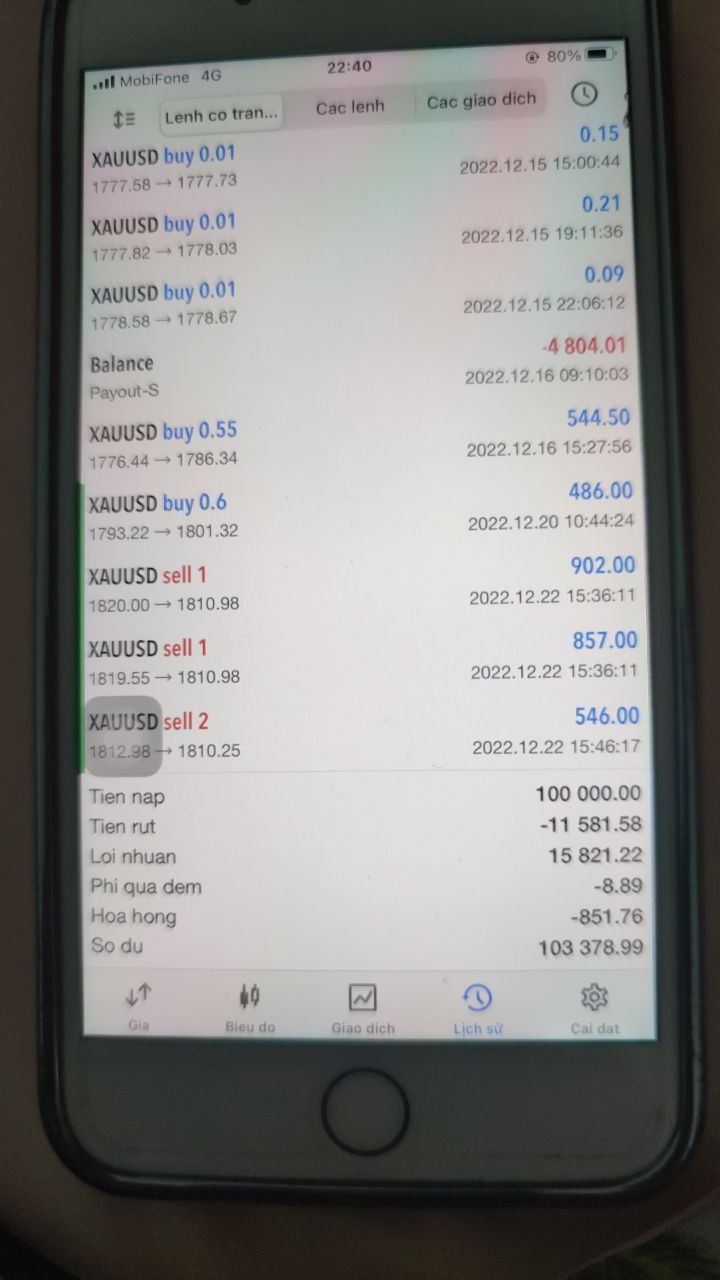 MobiFone 4G 22:40 80%
Lenh co tran... Cac lenh Cac giao dich
XAUUSD buy 0.01 0.15
1777.58 → 1777.73 2022.12.15 15:00:44
XAUUSD buy 0.01 0.21
1777.82 → 1778.03 2022.12.15 19:11:36
XAUUSD buy 0.01 0.09
1778.58 → 1778.67 2022.12.15 22:06:12
Balance -4 804.01
Payout-S 2022.12.16 09:10:03
XAUUSD buy 0.55 544.50
1776.44 → 1786.34 2022.12.16 15:27:56
XAUUSD buy 0.6 486.00
1793.22 → 1801.32 2022.12.20 10:44:24
XAUUSD sell 1 902.00
1820.00 → 1810.98 2022.12.22 15:36:11
XAUUSD sell 1 857.00
1819.55 → 1810.98 2022.12.22 15:36:11
XAUUSD sell 2 546.00
1812.98 → 1810.25 2022.12.22 15:46:17
Tien nap 100 000.00
Tien rut -11 581.58
Loi nhuan 15 821.22
Phi qua dem -8.89
Hoa hong -851.76
So du 103 378.99
Gia Bieu do Giao dich Lịch sử Cai dat